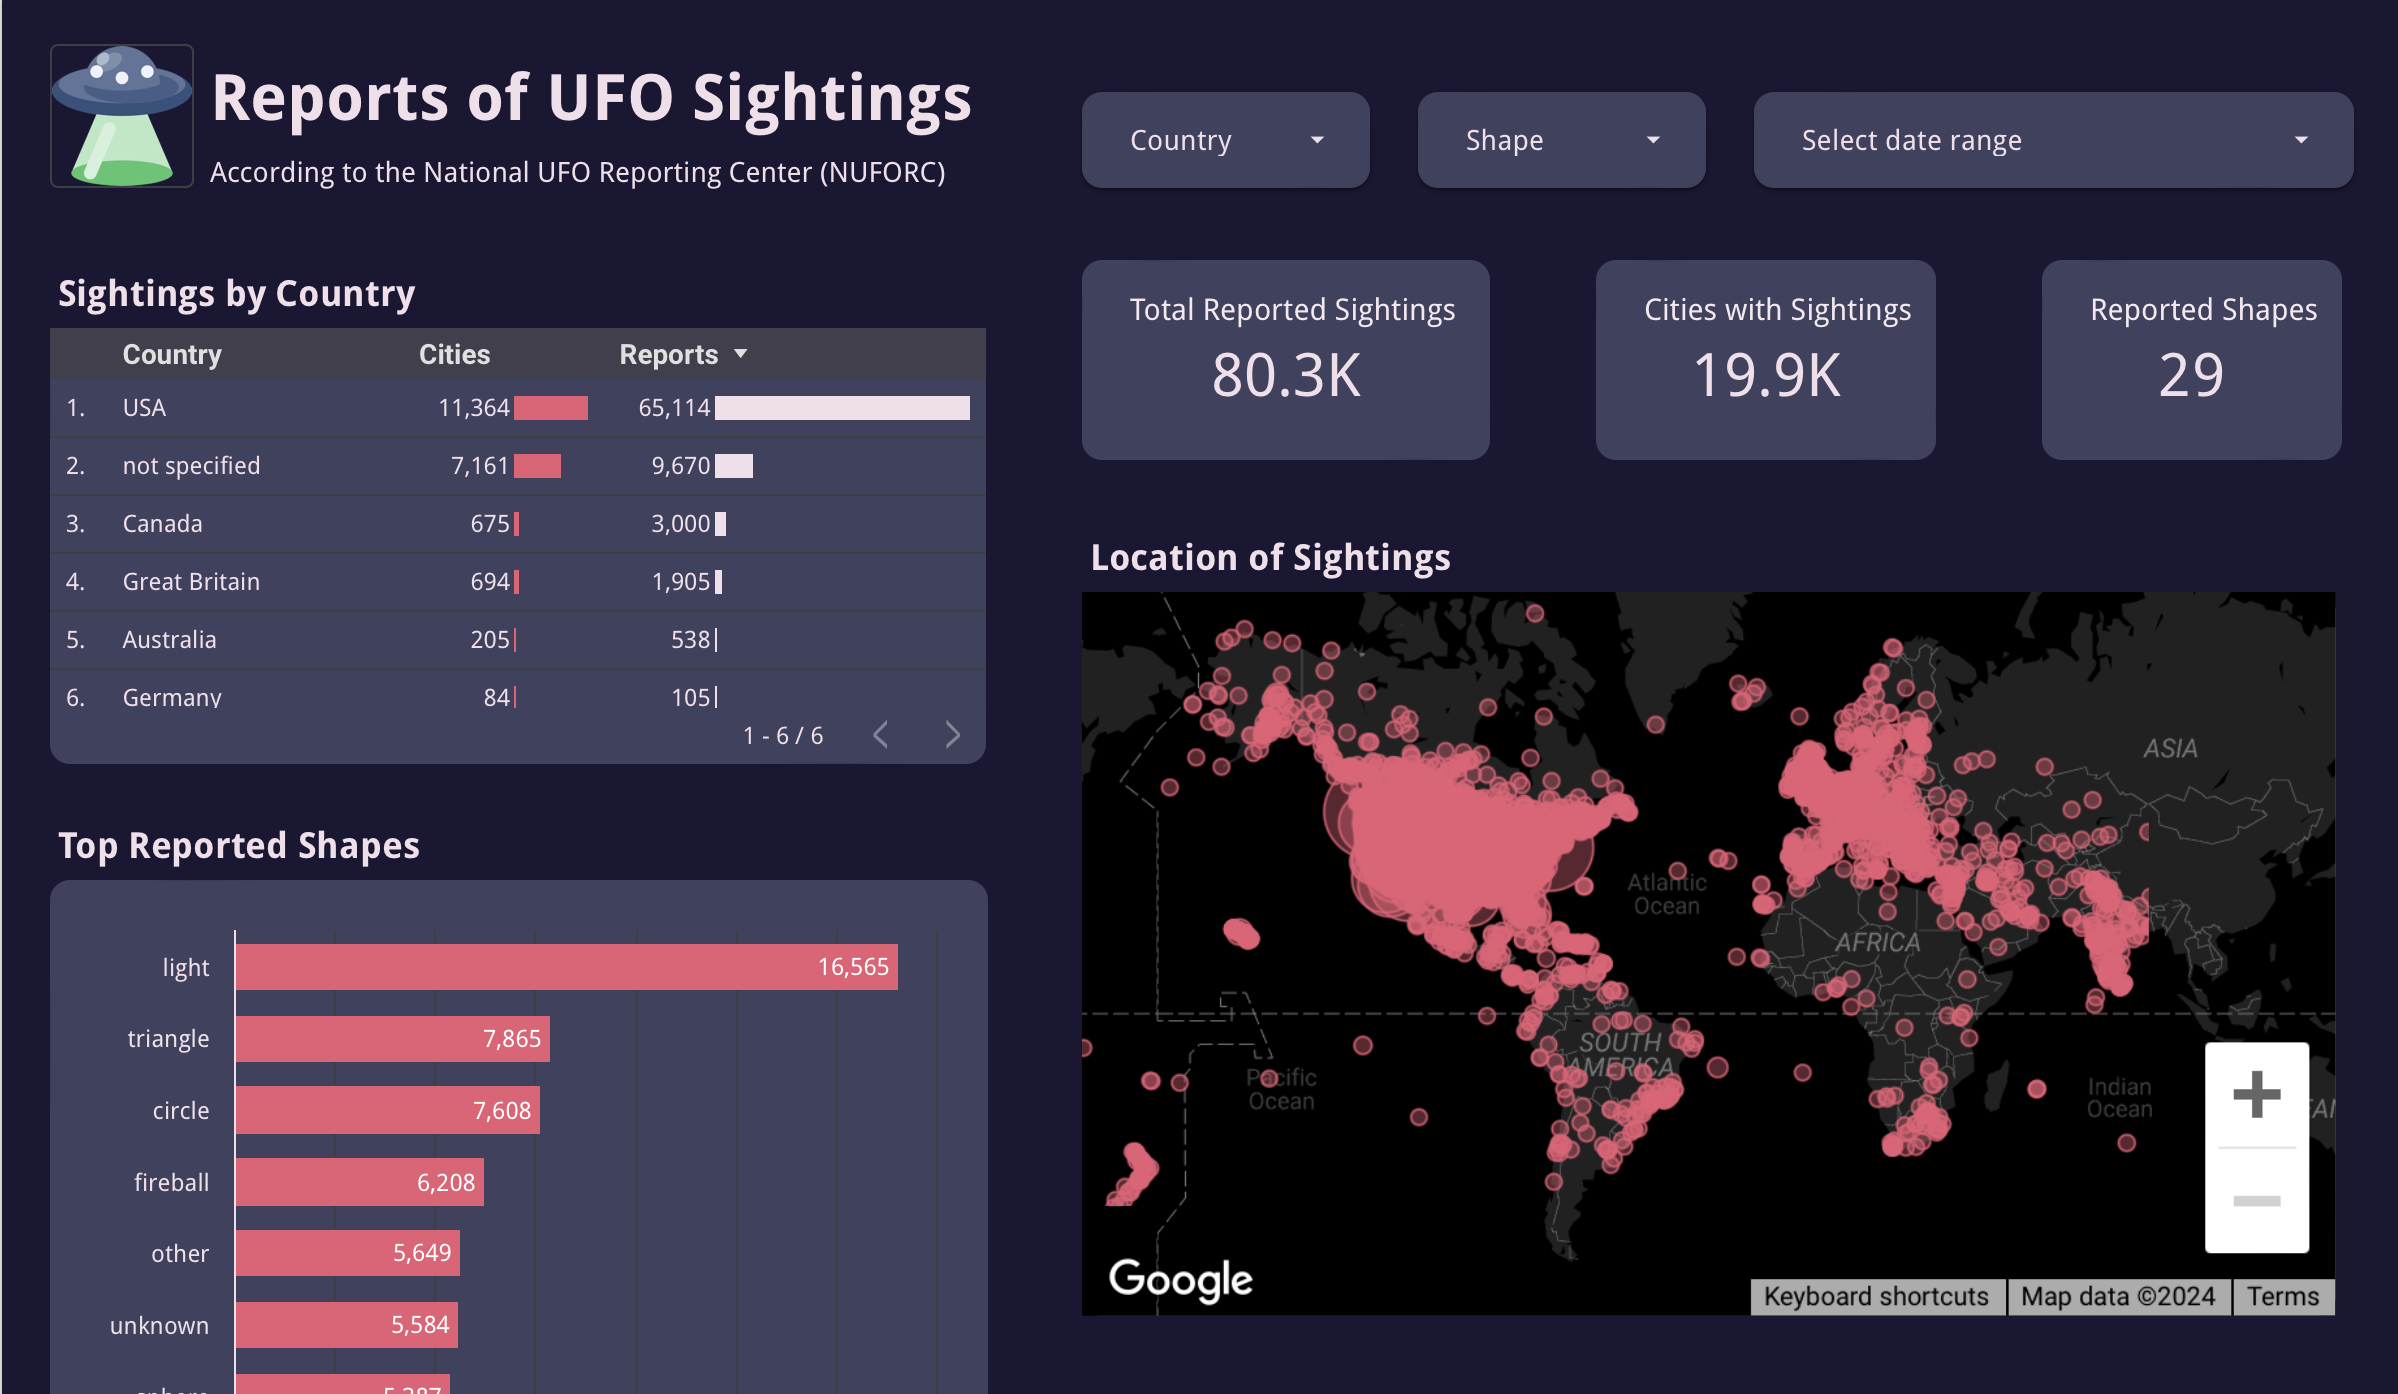 Reports of UFO Sightings
According to the National UFO Reporting Center (NUFORC)
Country
Shape
Select date range
Sightings by Country
Country Cities Reports
1. USA 11,364 65,114
2. not specified 7,161 9,670
3. Canada 675 3,000
4. Great Britain 694 1,905
5. Australia 205 538
6. Germany 84 105
1 - 6 / 6
Total Reported Sightings
80.3K
Cities with Sightings
19.9K
Reported Shapes
29
Top Reported Shapes
light 16,565
triangle 7,865
circle 7,608
fireball 6,208
other 5,649
unknown 5,584
Location of Sightings
ASIA
Atlantic
Ocean
AFRICA
SOUTH
AMERICA
Pacific
Ocean
Indian
Ocean
Google
Keyboard shortcuts
Map data ©2024
Terms